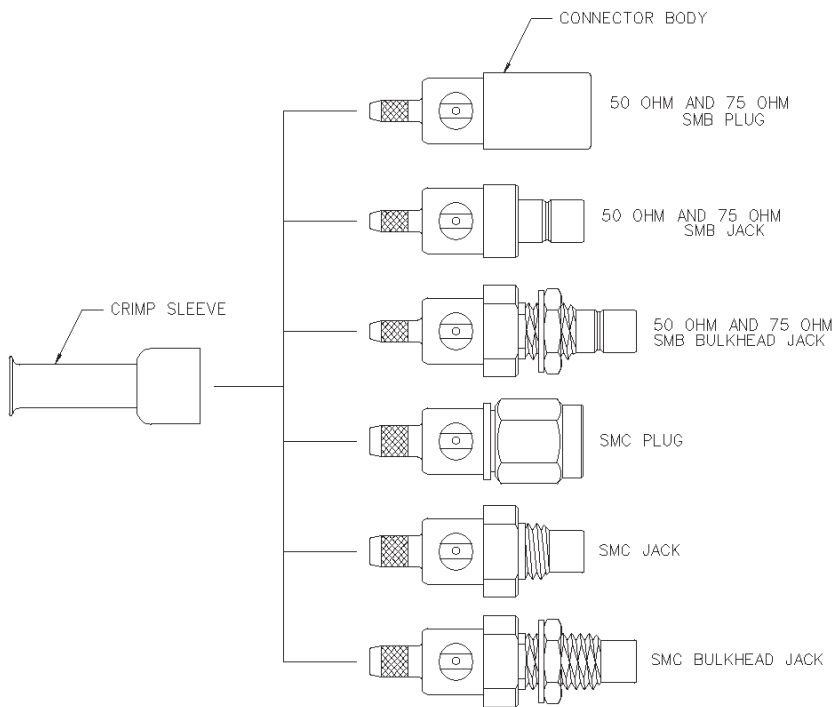 CONNECTOR BODY
50 OHM AND 75 OHM
SMB PLUG
50 OHM AND 75 OHM
SMB JACK
CRIMP SLEEVE
50 OHM AND 75 OHM
SMB BULKHEAD JACK
SMC PLUG
SMC JACK
SMC BULKHEAD JACK